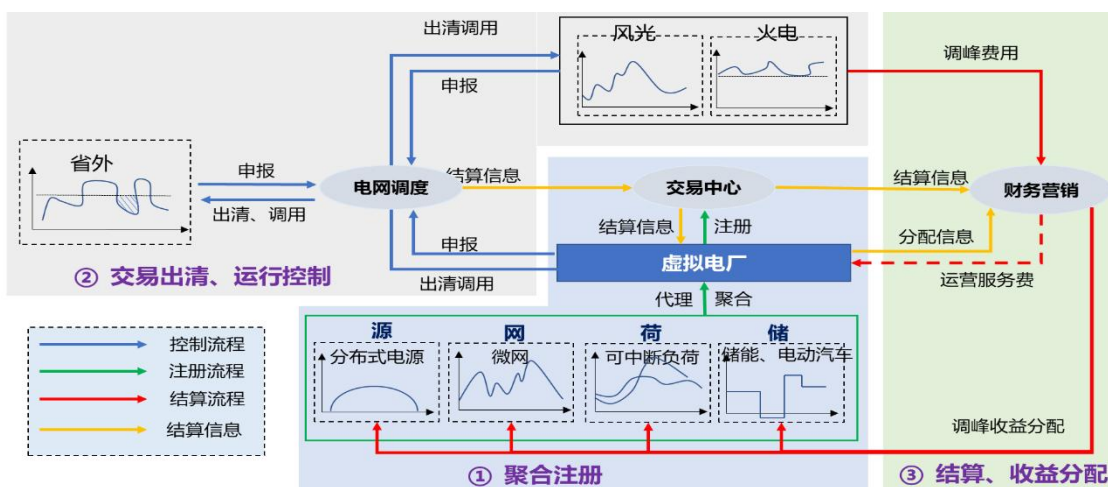 出清调用
风光
火电
调峰费用
申报
省外
申报
电网调度
结算信息
交易中心
结算信息
财务营销
出清、调用
结算信息
注册
申报
分配信息
虚拟电厂
② 交易出清、运行控制
出清调用
运营服务费
代理
聚合
源
网
荷
储
控制流程
分布式电源
微网
可中断负荷
储能、电动汽车
注册流程
结算流程
结算信息
调峰收益分配
① 聚合注册
③ 结算、收益分配